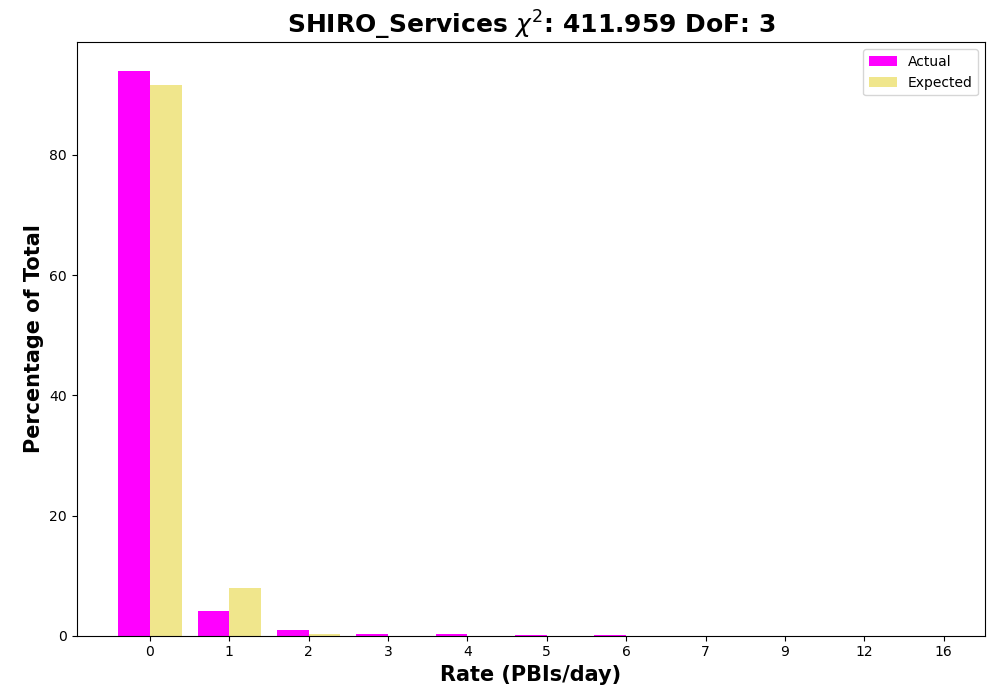 SHIRO_Services χ²: 411.959 DoF: 3
Actual
Expected
Percentage of Total
80
60
40
20
0
0 1 2 3 4 5 6 7 9 12 16
Rate (PBIs/day)